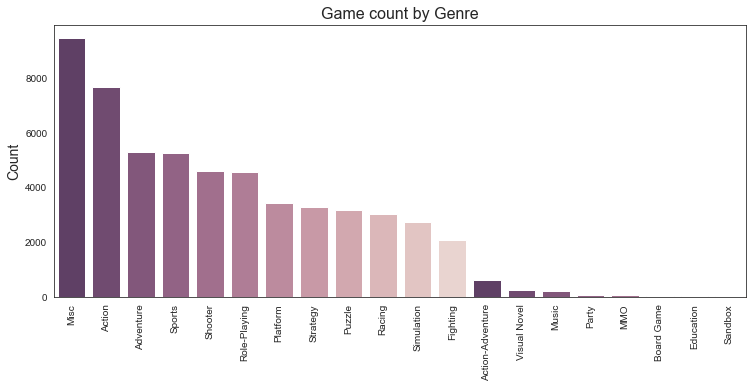 Game count by Genre
Count
8000
6000
4000
2000
0
Misc
Action
Adventure
Sports
Shooter
Role-Playing
Platform
Strategy
Puzzle
Racing
Simulation
Fighting
Action-Adventure
Visual Novel
Music
Party
MMO
Board Game
Education
Sandbox